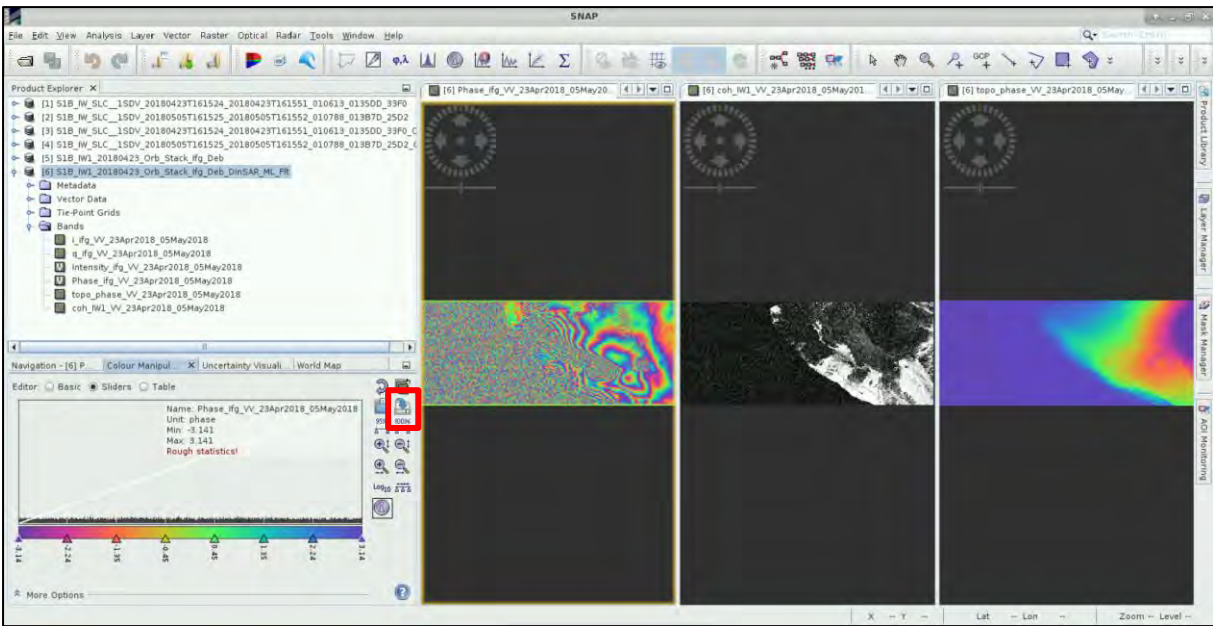 SNAP
File Edit View Analysis Layer Vector Raster Optical Radar Tools Window Help
GCP
Product Explorer X
[1] S1B_IW_SLC__1SDV_20180423T161524_20180423T161551_010613_0135DD_33F0
[2] S1B_IW_SLC__1SDV_20180505T161525_20180505T161552_010788_013B7D_25D2
[3] S1B_IW_SLC__1SDV_20180423T161524_20180423T161551_010613_0135DD_33F0_O
[4] S1B_IW_SLC__1SDV_20180505T161525_20180505T161552_010788_013B7D_25D2_O
[5] S1B_IW1_20180423_Orb_Stack_Ifg_Deb
[6] S1B_IW1_20180423_Orb_Stack_Ifg_Deb_DInSAR_ML_Flt
Metadata
Vector Data
Tie-Point Grids
Bands
i_ifg_VV_23Apr2018_05May2018
q_ifg_VV_23Apr2018_05May2018
Intensity_ifg_VV_23Apr2018_05May2018
Phase_ifg_VV_23Apr2018_05May2018
topo_phase_VV_23Apr2018_05May2018
coh_IW1_VV_23Apr2018_05May2018
Navigation - [6] P... Colour Manipul... X Uncertainty Visuali... World Map
Editor: Basic Sliders Table
Name: Phase_ifg_VV_23Apr2018_05May2018
Unit: phase
Min: -3.141
Max: 3.141
Rough statistics!
95% 100%
Log10
-3.14 -2.24 -1.35 -0.45 0.45 1.35 2.24 3.14
More Options
[6] Phase_ifg_VV_23Apr2018_05May20...
[6] coh_IW1_VV_23Apr2018_05May201...
[6] topo_phase_VV_23Apr2018_05May...
Product Library
Layer Manager
Mask Manager
AOI Monitoring
X -- Y -- Lat -- Lon -- Zoom -- Level --